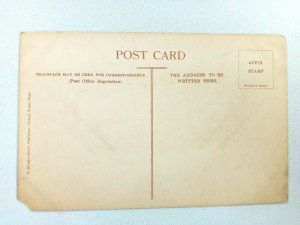 POST CARD
THIS SPACE MAY BE USED FOR CORRESPONDENCE
(Post Office Regulation)
THE ADDRESS TO BE
WRITTEN HERE.
AFFIX
STAMP